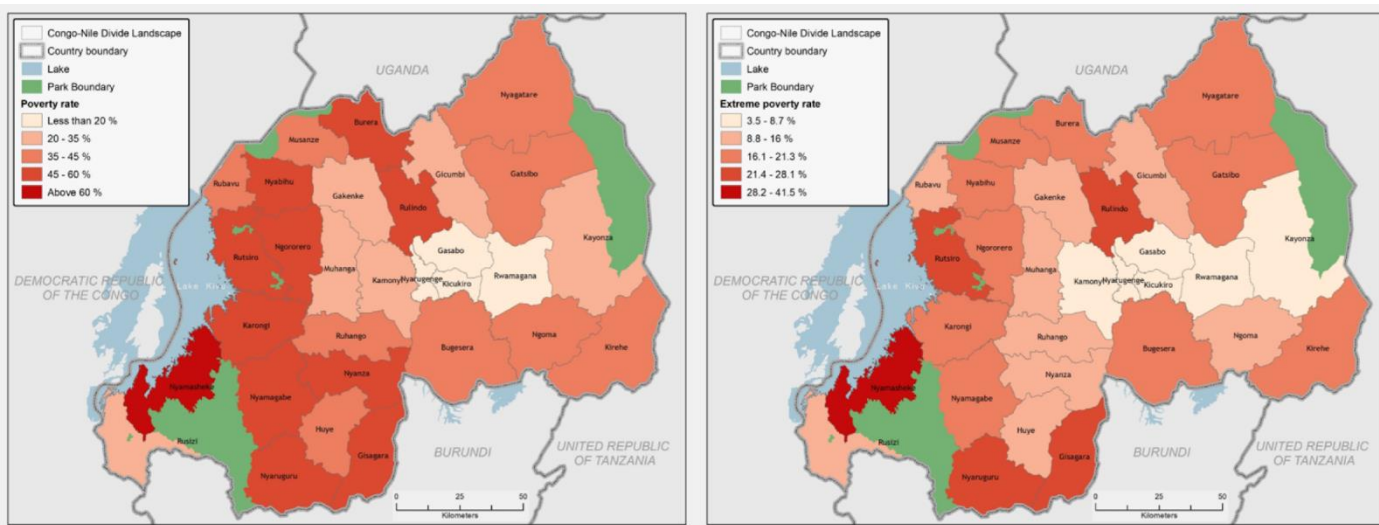 Congo-Nile Divide Landscape
Country boundary
Lake
Park Boundary
Poverty rate
Less than 20 %
20 - 35 %
35 - 45 %
45 - 60 %
Above 60 %
UGANDA
Nyagatare
Burera
Musanze
Gicumbi
Gatsibo
Rubavu
Nyabihu
Gakenke
Rulindo
Kayonza
Gasabo
Rutsiro
Ngororero
Muhanga
Kamonyi
Nyarugenge
Rwamagana
Kicukiro
DEMOCRATIC REPUBLIC
OF THE CONGO
Lake Kivu
Karongi
Ruhango
Bugesera
Ngoma
Kirehe
Nyamasheke
Nyanza
Nyamagabe
Huye
Rusizi
Gisagara
Nyaruguru
BURUNDI
UNITED REPUBLIC
OF TANZANIA
0 25 50
Kilometers
Congo-Nile Divide Landscape
Country boundary
Lake
Park Boundary
Extreme poverty rate
3.5 - 8.7 %
8.8 - 16 %
16.1 - 21.3 %
21.4 - 28.1 %
28.2 - 41.5 %
UGANDA
Nyagatare
Burera
Musanze
Gicumbi
Gatsibo
Rubavu
Nyabihu
Gakenke
Rulindo
Kayonza
Gasabo
Rutsiro
Ngororero
Muhanga
Kamonyi
Nyarugenge
Rwamagana
Kicukiro
DEMOCRATIC REPUBLIC
OF THE CONGO
Lake Kivu
Karongi
Ruhango
Bugesera
Ngoma
Kirehe
Nyamasheke
Nyanza
Nyamagabe
Huye
Rusizi
Gisagara
Nyaruguru
BURUNDI
UNITED REPUBLIC
OF TANZANIA
0 25 50
Kilometers